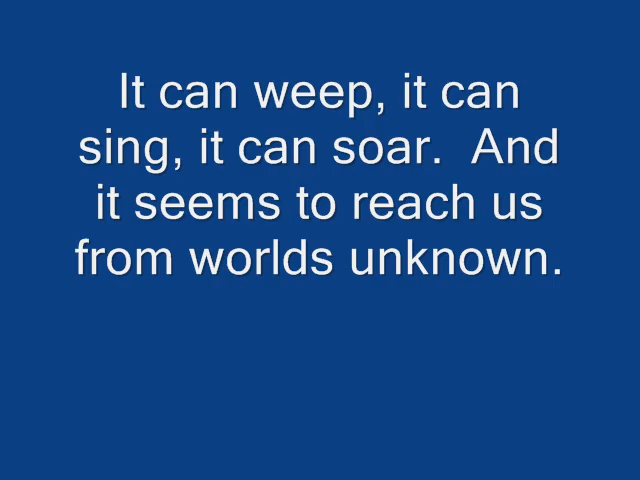 It can weep, it can
sing, it can soar.  And
it seems to reach us
from worlds unknown.